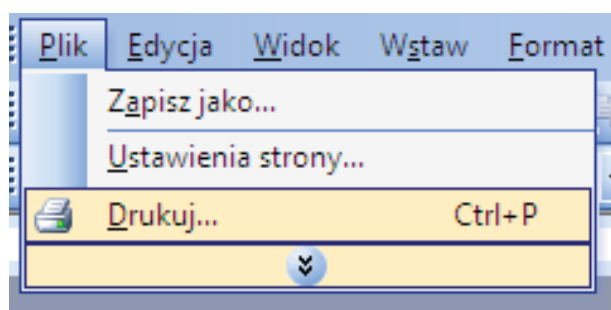 Plik Edycja Widok Wstaw Format
Zapisz jako...
Ustawienia strony...
Drukuj... Ctrl+P